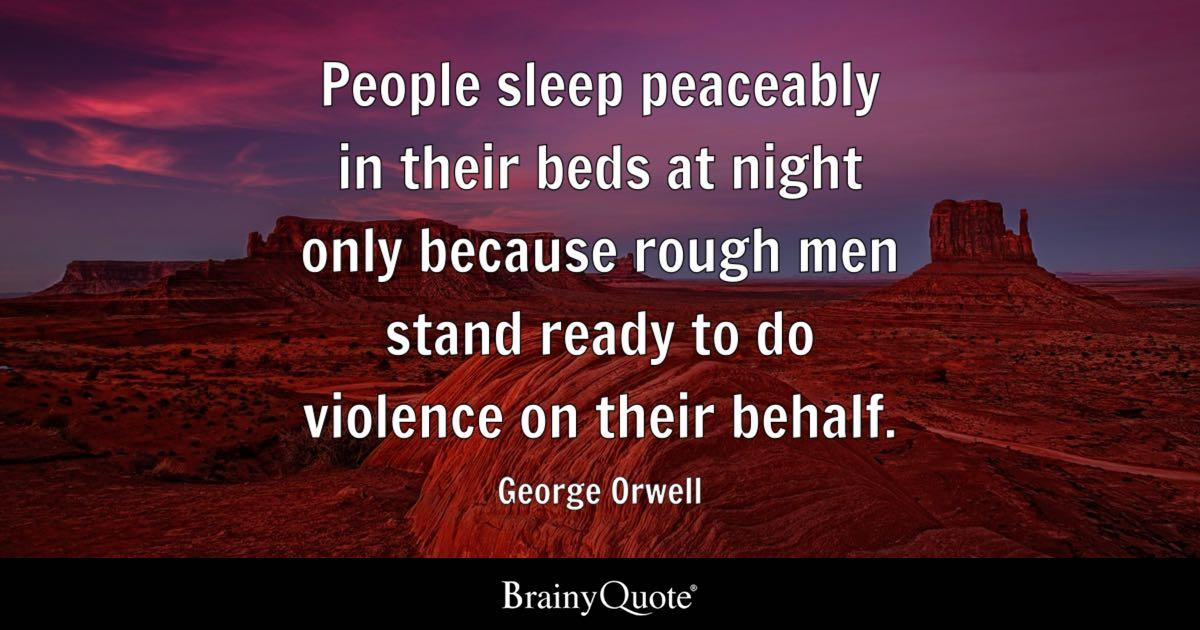 People sleep peaceably
in their beds at night
only because rough men
stand ready to do
violence on their behalf.
George Orwell
BrainyQuote®